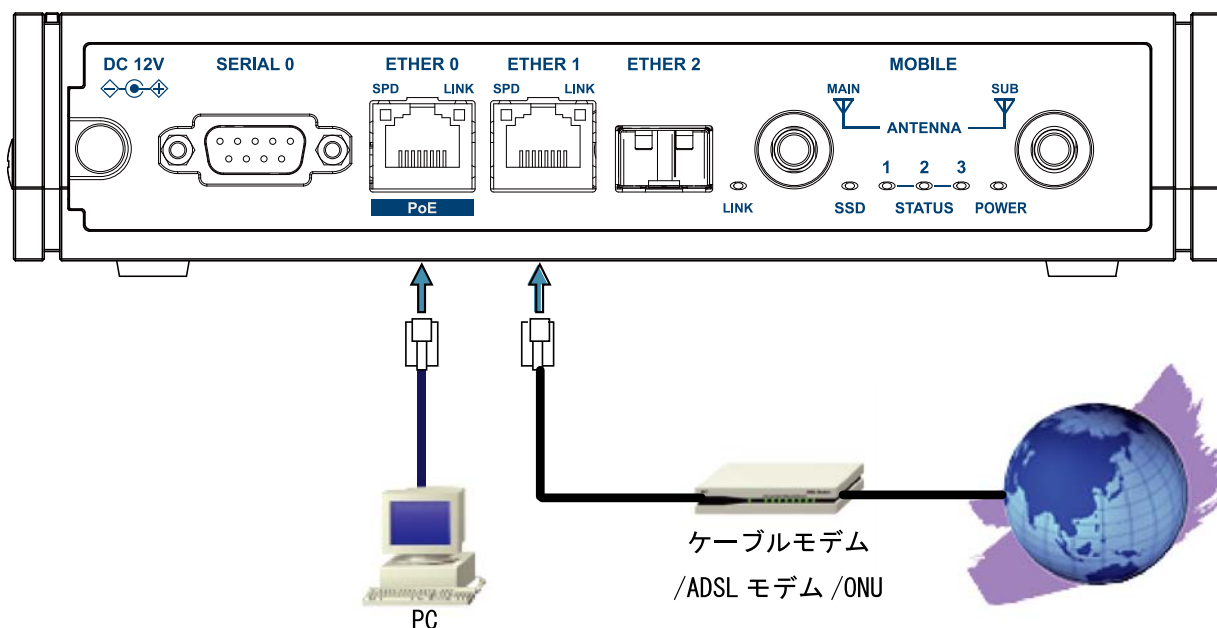 DC 12V SERIAL 0 ETHER 0 ETHER 1 ETHER 2 MOBILE
SPD LINK SPD LINK MAIN SUB
ANTENNA
1 2 3
PoE LINK SSD STATUS POWER
ケーブルモデム
/ADSL モデム /ONU
PC